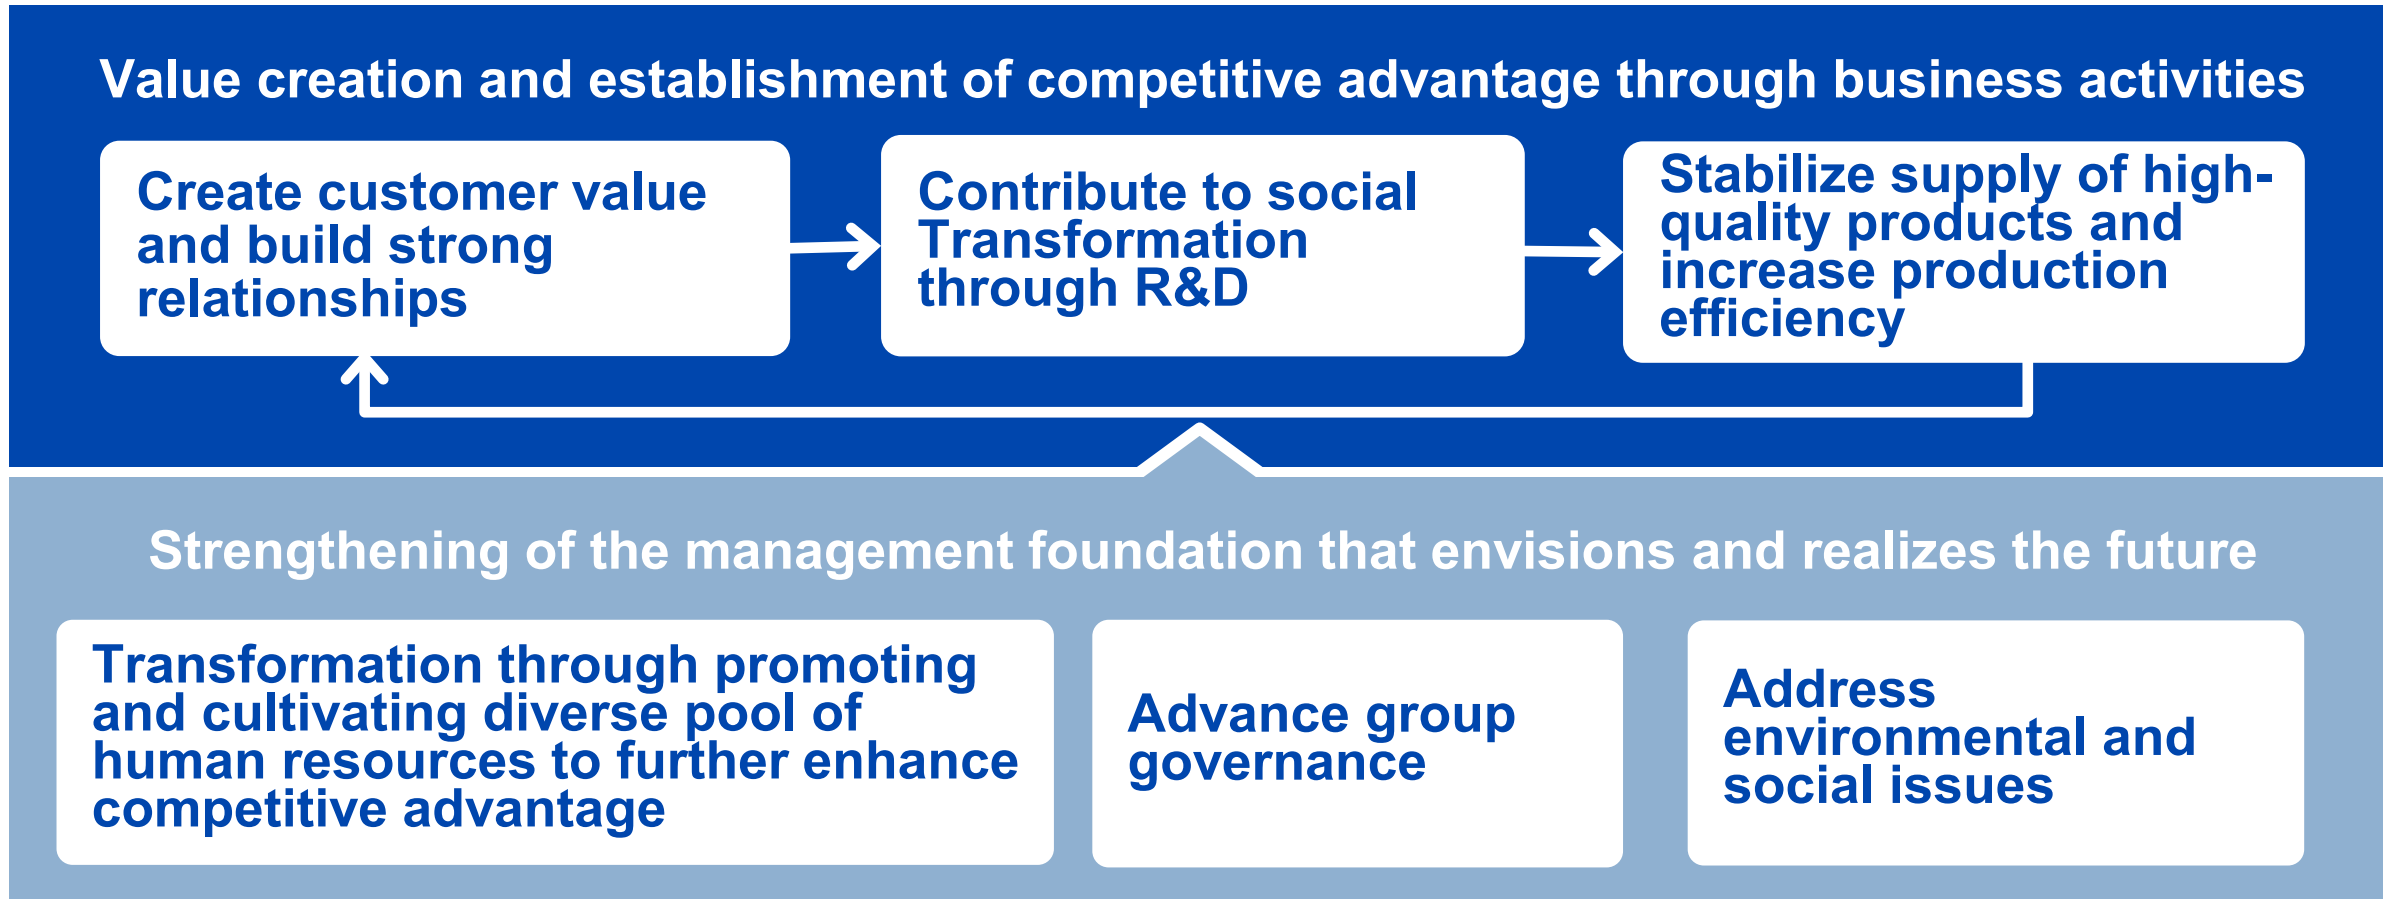 Value creation and establishment of competitive advantage through business activities
Create customer value
and build strong
relationships
Contribute to social
Transformation
through R&D
Stabilize supply of high-
quality products and
increase production
efficiency
Strengthening of the management foundation that envisions and realizes the future
Transformation through promoting
and cultivating diverse pool of
human resources to further enhance
competitive advantage
Advance group
governance
Address
environmental and
social issues